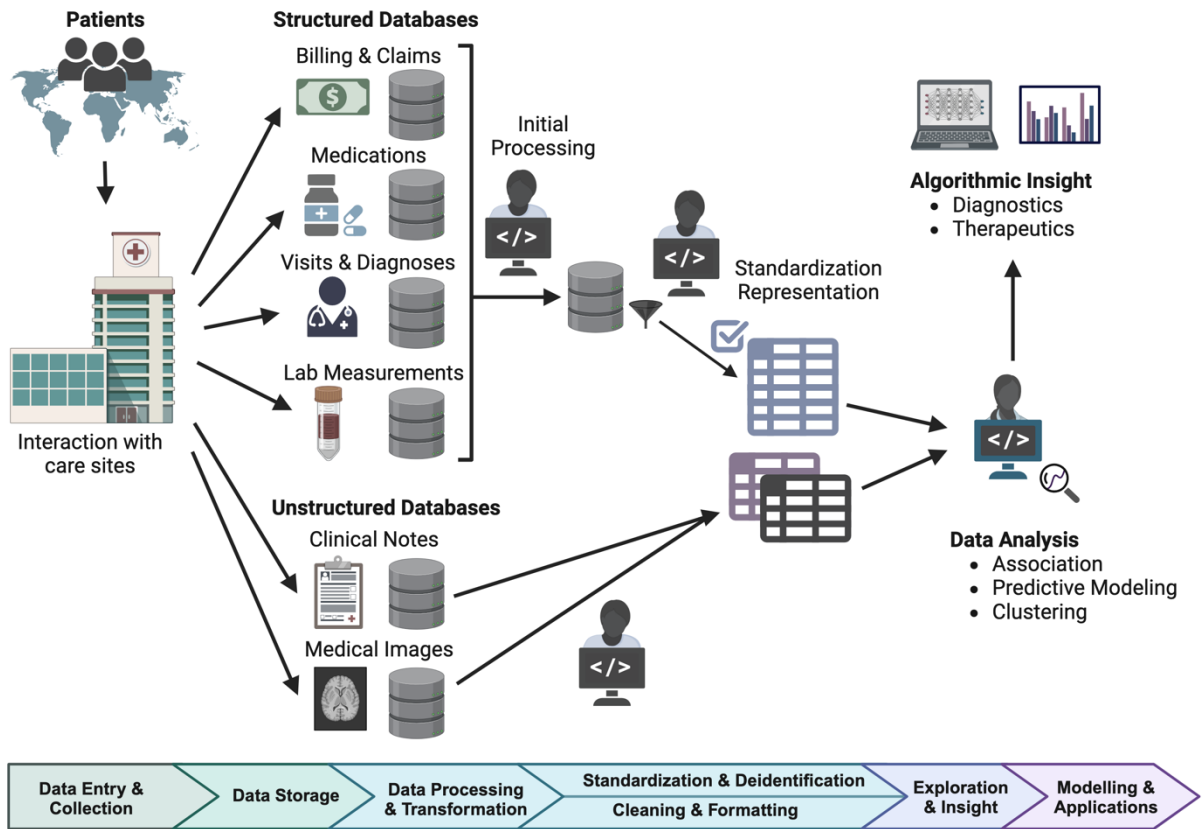 Patients
Structured Databases
Billing & Claims
$
Medications
Visits & Diagnoses
Lab Measurements
Interaction with
care sites
Unstructured Databases
Clinical Notes
Medical Images
Initial
Processing
</>
</>
Standardization
Representation
</>
</>
Algorithmic Insight
• Diagnostics
• Therapeutics
Data Analysis
• Association
• Predictive Modeling
• Clustering
Data Entry &
Collection
Data Storage
Data Processing
& Transformation
Standardization & Deidentification
Cleaning & Formatting
Exploration
& Insight
Modelling &
Applications